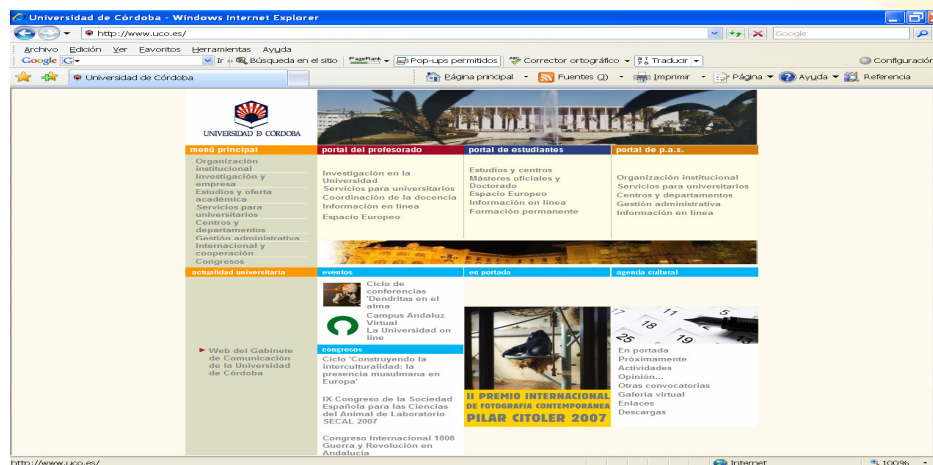 Universidad de Córdoba - Windows Internet Explorer
http://www.uco.es/
Google
Archivo Edición Ver Favoritos Herramientas Ayuda
Google G Ir Búsqueda en el sitio PageRank Pop-ups permitidos Corrector ortográfico Traducir Configuración
Universidad de Córdoba
Página principal Fuentes (J) Imprimir Página Ayuda Referencia
UNIVERSIDAD D CORDOBA
menú principal
Organización
institucional
Investigación y
empresa
Estudios y oferta
académica
Servicios para
universitarios
Centros y
departamentos
Gestión administrativa
Internacional y
cooperación
Congresos
portal del profesorado
Investigación en la
Universidad
Servicios para universitarios
Coordinación de la docencia
Información en línea
Espacio Europeo
portal de estudiantes
Estudios y centros
Másteres oficiales y
Doctorado
Espacio Europeo
Información en línea
Formación permanente
portal de p.a.s.
Organización institucional
Servicios para universitarios
Centros y departamentos
Gestión administrativa
Información en línea
actualidad universitaria
Web del Gabinete
de Comunicación
de la Universidad
de Córdoba
eventos
Ciclo de
conferencias
'Dendritas en el
alma
Campus Andaluz
Virtual
La Universidad on
line
congresos
Ciclo 'Construyendo la
interculturalidad: la
presencia musulmana en
Europa'
IX Congreso de la Sociedad
Española para las Ciencias
del Animal de Laboratorio
SECAL 2007
Congreso Internacional 1808
Guerra y Revolución en
Andalucía
en portada
II PREMIO INTERNACIONAL
DE FOTOGRAFÍA CONTEMPORÁNEA
PILAR CITOLER 2007
agenda cultural
11 5
18
25 19
En portada
Próximamente
Actividades
Opinión...
Otras convocatorias
Galería virtual
Enlaces
Descargas
http://www.uco.es/
Internet
100%